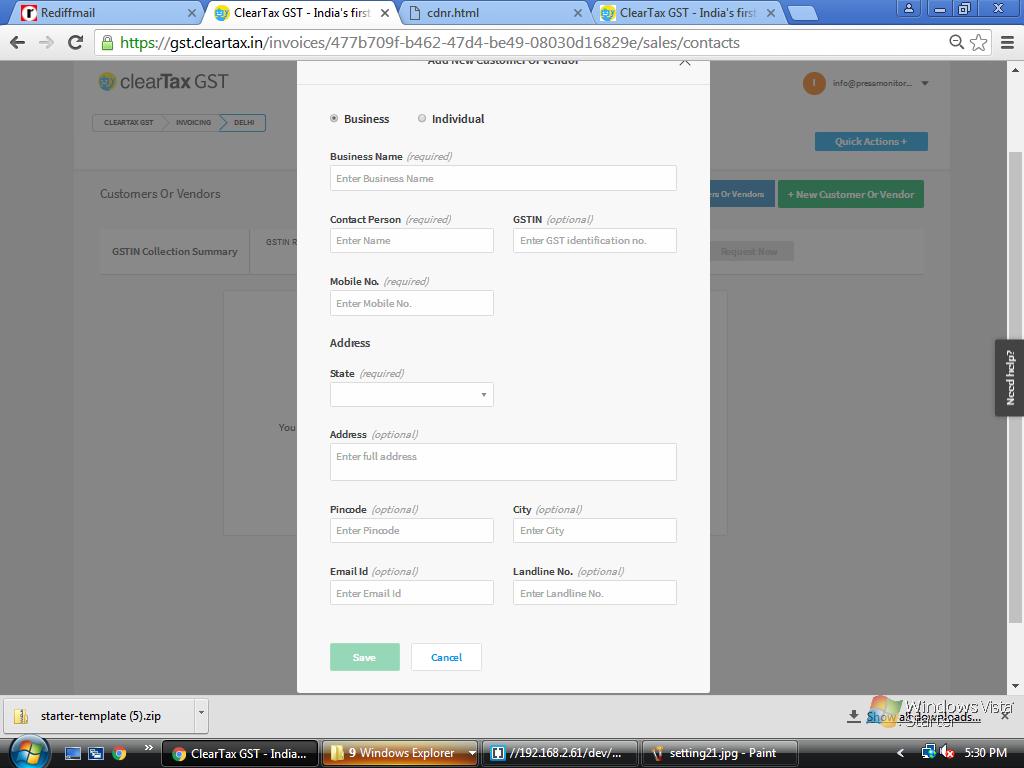 Rediffmail
ClearTax GST - India's first
cdnr.html
ClearTax GST - India's first
https://gst.cleartax.in/invoices/477b709f-b462-47d4-be49-08030d16829e/sales/contacts
Add New Customer Or Vendor
clearTax GST
info@pressmonitor...
CLEARTAX GST INVOICING DELHI
Quick Actions +
Customers Or Vendors
Or Vendors
+ New Customer Or Vendor
GSTIN Collection Summary
GSTIN R
Request Now
You
Business
Individual
Business Name (required)
Enter Business Name
Contact Person (required)
GSTIN (optional)
Enter Name
Enter GST identification no.
Mobile No. (required)
Enter Mobile No.
Address
State (required)
Address (optional)
Enter full address
Pincode (optional)
City (optional)
Enter Pincode
Enter City
Email Id (optional)
Landline No. (optional)
Enter Email Id
Enter Landline No.
Save
Cancel
Need help?
starter-template (5).zip
Show all downloads...
Windows Vista
Starter
ClearTax GST - India...
9 Windows Explorer
//192.168.2.61/dev/...
setting21.jpg - Paint
5:30 PM